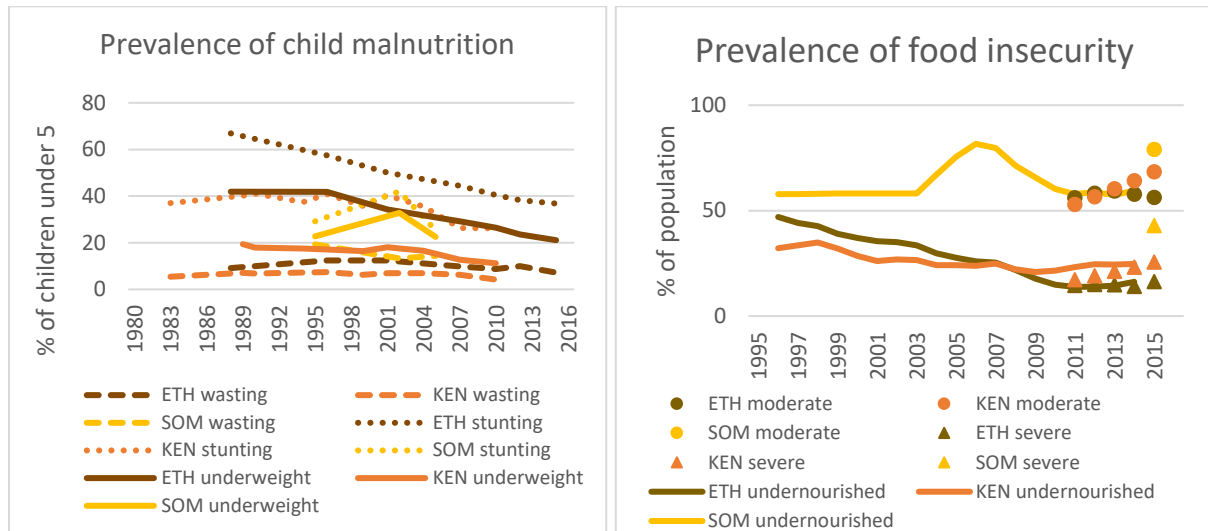 Prevalence of child malnutrition
% of children under 5
80
60
40
20
0
1980
1983
1986
1989
1992
1995
1998
2001
2004
2007
2010
2013
2016
ETH wasting
KEN wasting
SOM wasting
ETH stunting
KEN stunting
SOM stunting
ETH underweight
KEN underweight
SOM underweight
Prevalence of food insecurity
% of population
100
50
0
1995
1997
1999
2001
2003
2005
2007
2009
2011
2013
2015
ETH moderate
KEN moderate
SOM moderate
ETH severe
KEN severe
SOM severe
ETH undernourished
KEN undernourished
SOM undernourished